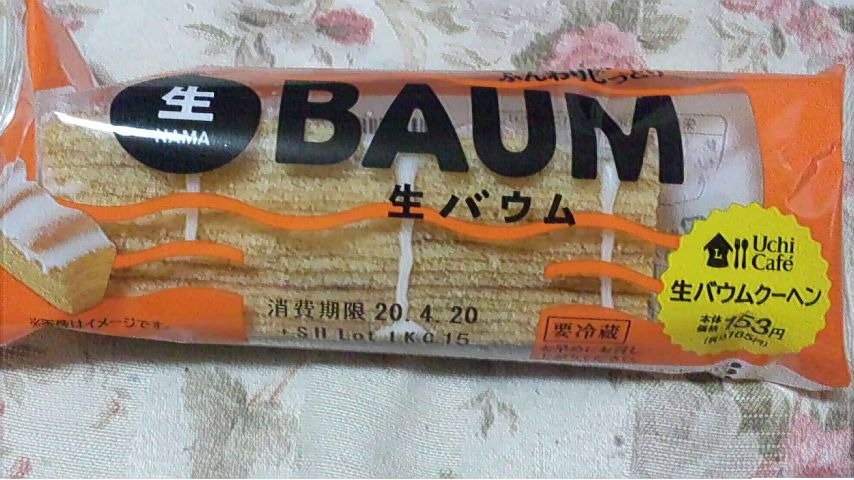 ふんわりしっとり
生
NAMA
BAUM
生バウム
Uchi
Café
生バウムクーヘン
本体
価格 153円
(税込165円)
消費期限 20.4.20
+SH Lot 1KC15
要冷蔵
イメージです。